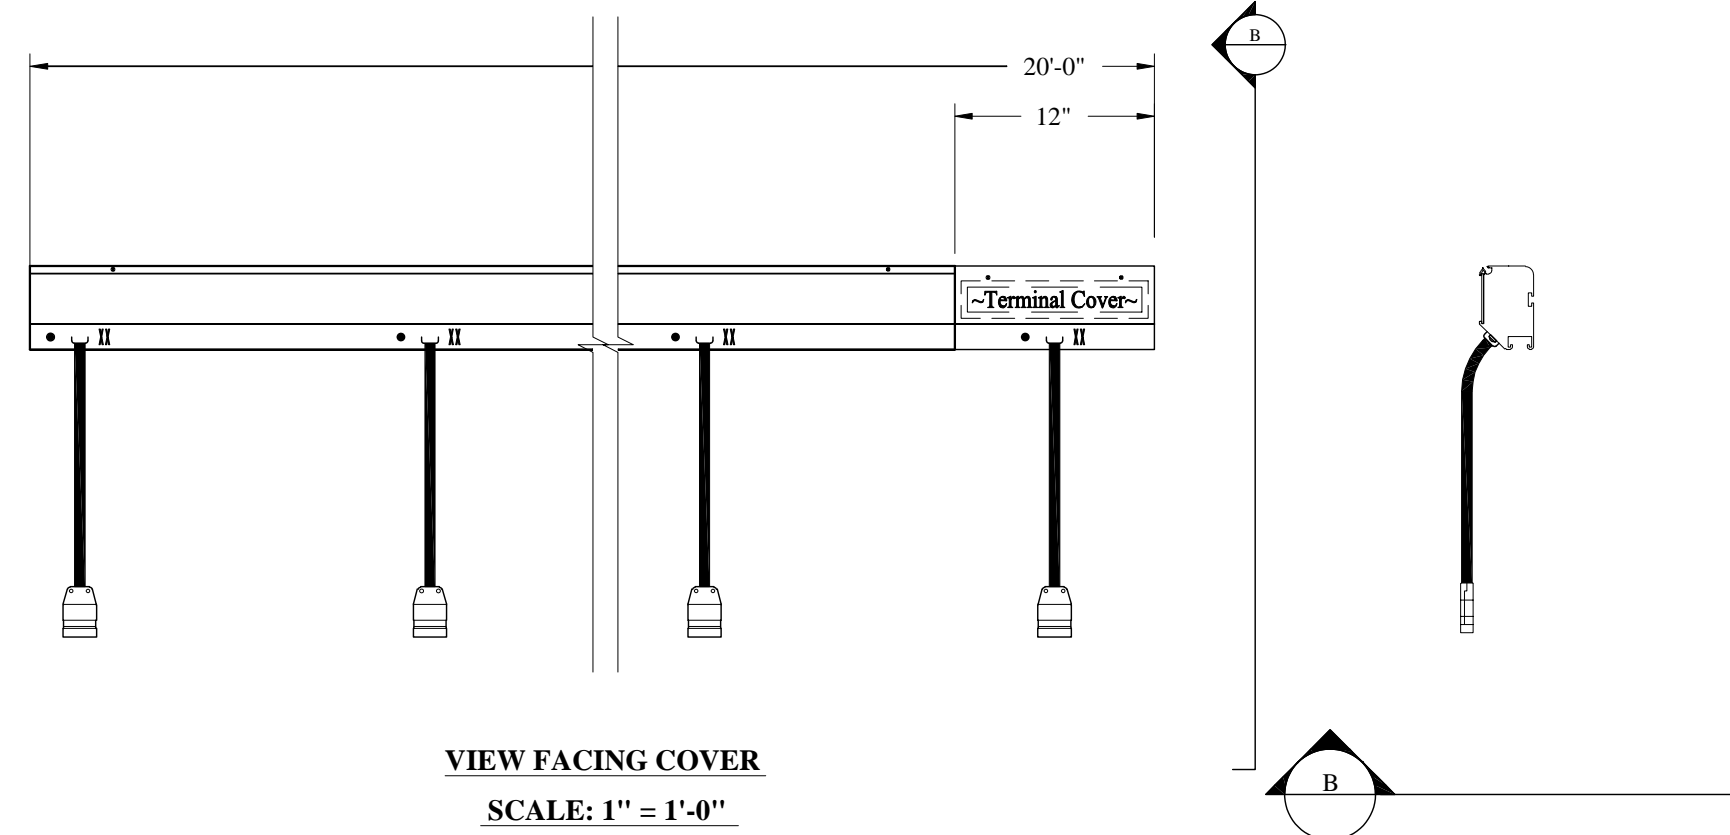 B
20'-0"
12"
~Terminal Cover~
XX XX XX XX
VIEW FACING COVER
SCALE: 1" = 1'-0"
B